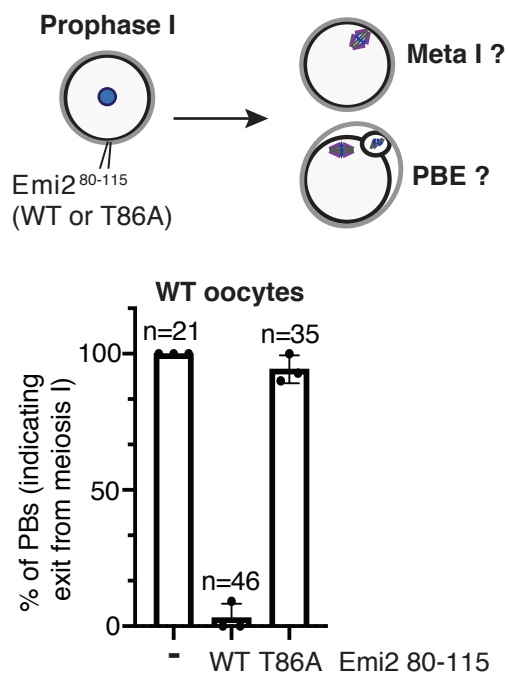 Prophase I
Meta I ?
Emi2 80-115
(WT or T86A)
PBE ?
WT oocytes
n=21
n=35
n=46
% of PBs (indicating
exit from meiosis I)
100
50
0
- WT T86A Emi2 80-115